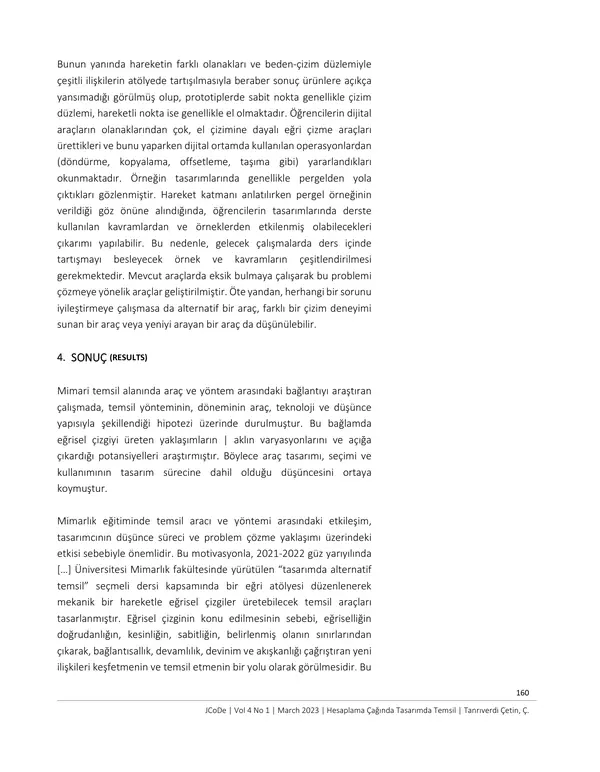 Bunun yanında hareketin farklı olanakları ve beden-çizim düzlemiyle
çeşitli ilişkilerin atölyede tartışılmasıyla beraber sonuç ürünlere açıkça
yansımadığı görülmüş olup, prototiplerde sabit nokta genellikle çizim
düzlemi, hareketli nokta ise genellikle el olmaktadır. Öğrencilerin dijital
araçların olanaklarından çok, el çizimine dayalı eğri çizme araçları
ürettikleri ve bunu yaparken dijital ortamda kullanılan operasyonlardan
(döndürme, kopyalama, offsetleme, taşıma gibi) yararlandıkları
okunmaktadır. Örneğin tasarımlarında genellikle pergelden yola
çıktıkları gözlenmiştir. Hareket katmanı anlatılırken pergel örneğinin
verildiği göz önüne alındığında, öğrencilerin tasarımlarında derste
kullanılan kavramlardan ve örneklerden etkilenmiş olabilecekleri
çıkarımı yapılabilir. Bu nedenle, gelecek çalışmalarda ders içinde
tartışmayı besleyecek örnek ve kavramların çeşitlendirilmesi
gerekmektedir. Mevcut araçlarda eksik bulmaya çalışarak bu problemi
çözmeye yönelik araçlar geliştirilmiştir. Öte yandan, herhangi bir sorunu
iyileştirmeye çalışmasa da alternatif bir araç, farklı bir çizim deneyimi
sunan bir araç veya yeniyi arayan bir araç da düşünülebilir.
4. SONUÇ (RESULTS)
Mimari temsil alanında araç ve yöntem arasındaki bağlantıyı araştıran
çalışmada, temsil yönteminin, döneminin araç, teknoloji ve düşünce
yapısıyla şekillendiği hipotezi üzerinde durulmuştur. Bu bağlamda
eğrisel çizgiyi üreten yaklaşımların | aklın varyasyonlarını ve açığa
çıkardığı potansiyelleri araştırmıştır. Böylece araç tasarımı, seçimi ve
kullanımının tasarım sürecine dahil olduğu düşüncesini ortaya
koymuştur.
Mimarlık eğitiminde temsil aracı ve yöntemi arasındaki etkileşim,
tasarımcının düşünce süreci ve problem çözme yaklaşımı üzerindeki
etkisi sebebiyle önemlidir. Bu motivasyonla, 2021-2022 güz yarıyılında
[…] Üniversitesi Mimarlık fakültesinde yürütülen “tasarımda alternatif
temsil” seçmeli dersi kapsamında bir eğri atölyesi düzenlenerek
mekanik bir hareketle eğrisel çizgiler üretebilecek temsil araçları
tasarlanmıştır. Eğrisel çizginin konu edilmesinin sebebi, eğriselliğin
doğrudanlığın, kesinliğin, sabitliğin, belirlenmiş olanın sınırlarından
çıkarak, bağlantısallık, devamlılık, devinim ve akışkanlığı çağrıştıran yeni
ilişkileri keşfetmenin ve temsil etmenin bir yolu olarak görülmesidir. Bu
160
JCoDe | Vol 4 No 1 | March 2023 | Hesaplama Çağında Tasarımda Temsil | Tanrıverdi Çetin, Ç.